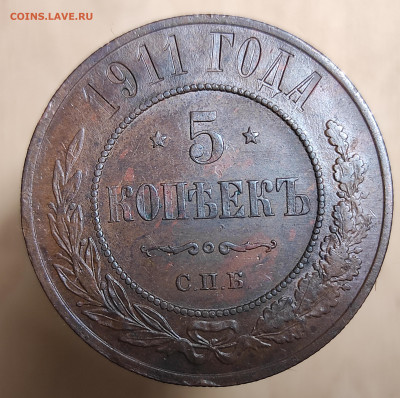 COINS.LAVE.RU
1911 ГОДА
5
КОПѢЕКЪ
С.П.Б.